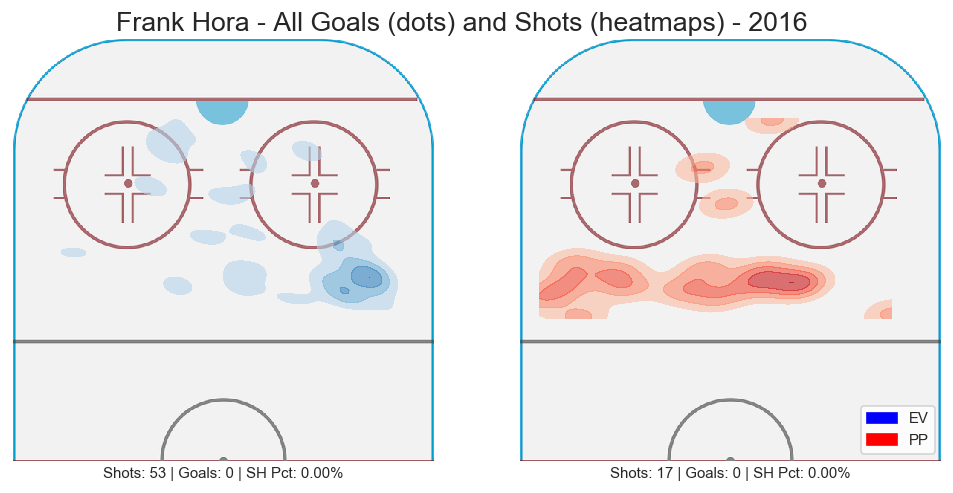 Frank Hora - All Goals (dots) and Shots (heatmaps) - 2016
EV
PP
Shots: 53 | Goals: 0 | SH Pct: 0.00%
Shots: 17 | Goals: 0 | SH Pct: 0.00%